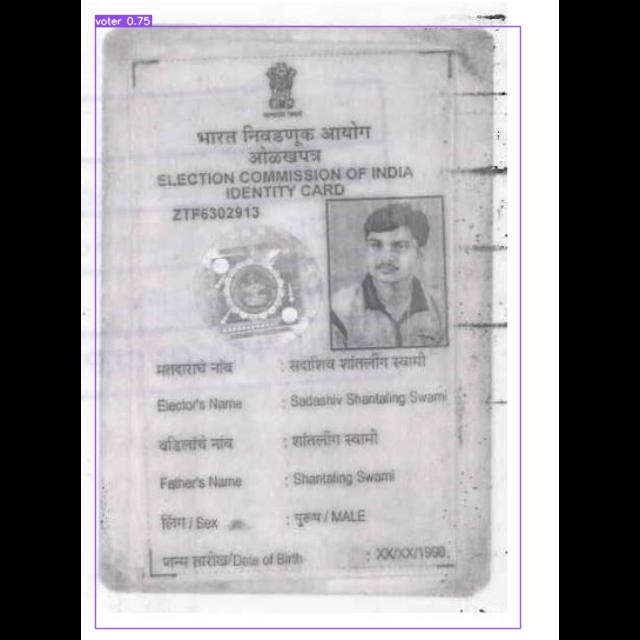 voter 0.75
भारत निवडणूक आयोग
ओळखपत्र
ELECTION COMMISSION OF INDIA
IDENTITY CARD
ZTF6302913
मतदाराचे नांव : सदाशिव शांतलींग स्वामी
Elector's Name : Sadashiv Shantaling Swami
वडिलांचे नांव : शांतलींग स्वामी
Father's Name : Shantaling Swami
लिंग / Sex : पुरूष / MALE
जन्म तारीख/Date of Birth : XX/XX/1990